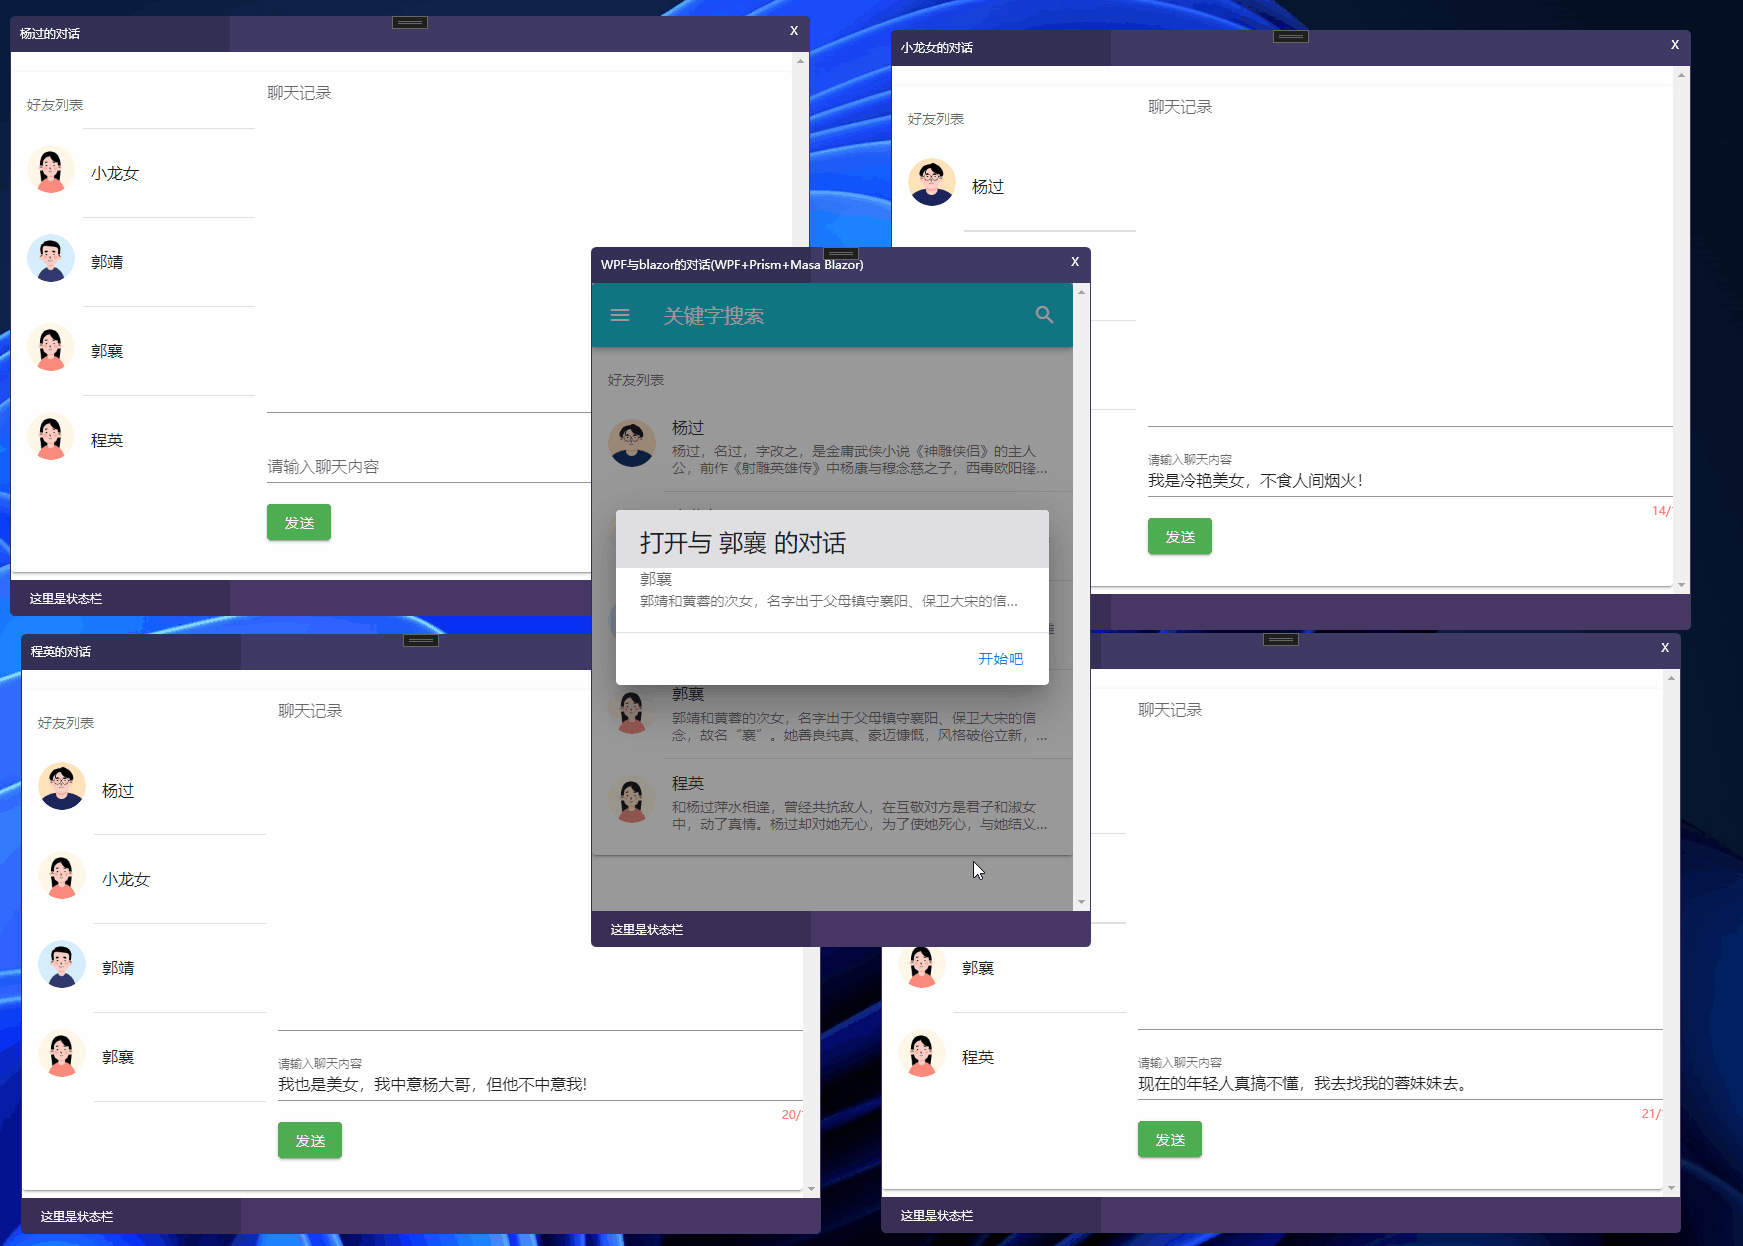 杨过的对话
X
好友列表
小龙女
郭靖
郭襄
程英
聊天记录
请输入聊天内容
发送
这里是状态栏
小龙女的对话
X
好友列表
杨过
聊天记录
请输入聊天内容
我是冷艳美女，不食人间烟火！
14/
发送
WPF与blazor的对话(WPF+Prism+Masa Blazor)
X
关键字搜索
好友列表
杨过
杨过，名过，字改之，是金庸武侠小说《神雕侠侣》的主人
公，前作《射雕英雄传》中杨康与穆念慈之子，西毒欧阳锋...
打开与 郭襄 的对话
郭襄
郭靖和黄蓉的次女，名字出于父母镇守襄阳、保卫大宋的信...
开始吧
郭襄
郭靖和黄蓉的次女，名字出于父母镇守襄阳、保卫大宋的信
念，故名“襄”。她善良纯真、豪迈慷慨，风格破俗立新，...
程英
和杨过萍水相逢，曾经共抗敌人，在互敬对方是君子和淑女
中，动了真情。杨过却对她无心，为了使她死心，与她结义...
这里是状态栏
程英的对话
好友列表
杨过
小龙女
郭靖
郭襄
聊天记录
请输入聊天内容
我也是美女，我中意杨大哥，但他不中意我!
20/
发送
这里是状态栏
X
聊天记录
郭襄
程英
请输入聊天内容
现在的年轻人真搞不懂，我去找我的蓉妹妹去。
21/
发送
这里是状态栏